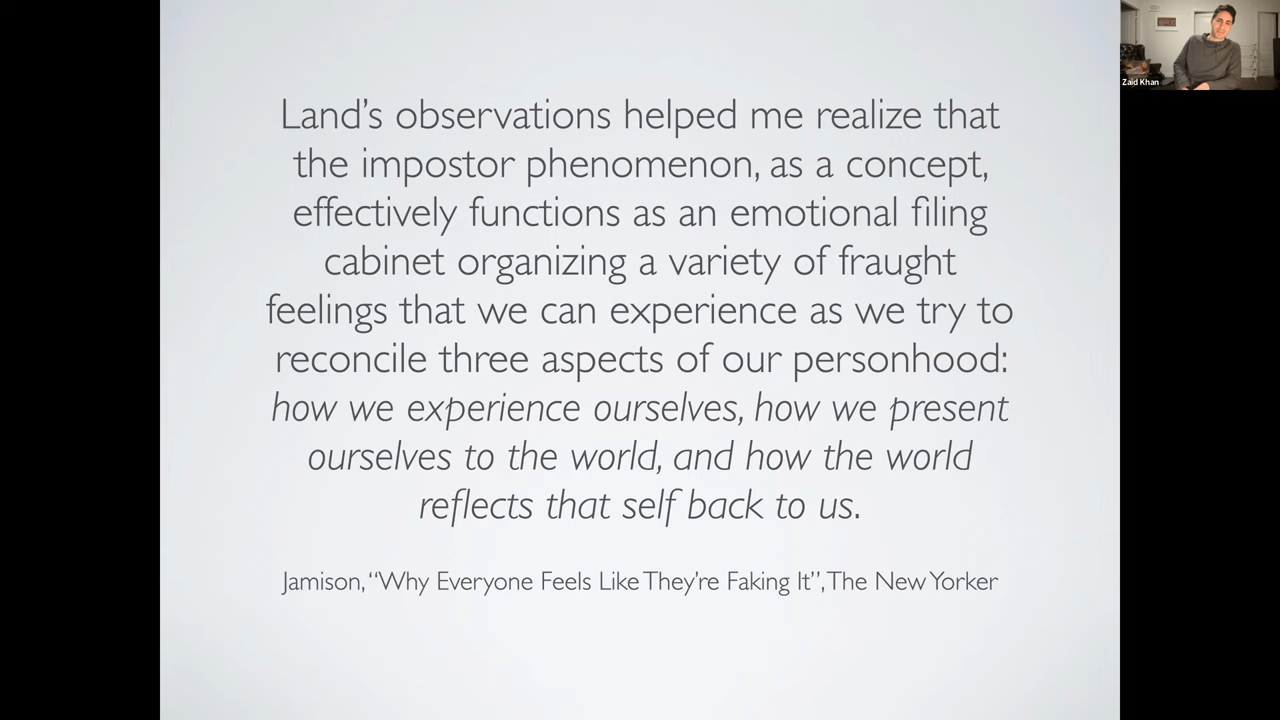 Land’s observations helped me realize that
the impostor phenomenon, as a concept,
effectively functions as an emotional filing
cabinet organizing a variety of fraught
feelings that we can experience as we try to
reconcile three aspects of our personhood:
how we experience ourselves, how we present
ourselves to the world, and how the world
reflects that self back to us.
Jamison, “Why Everyone Feels Like They’re Faking It”, The New Yorker
Zaid Khan